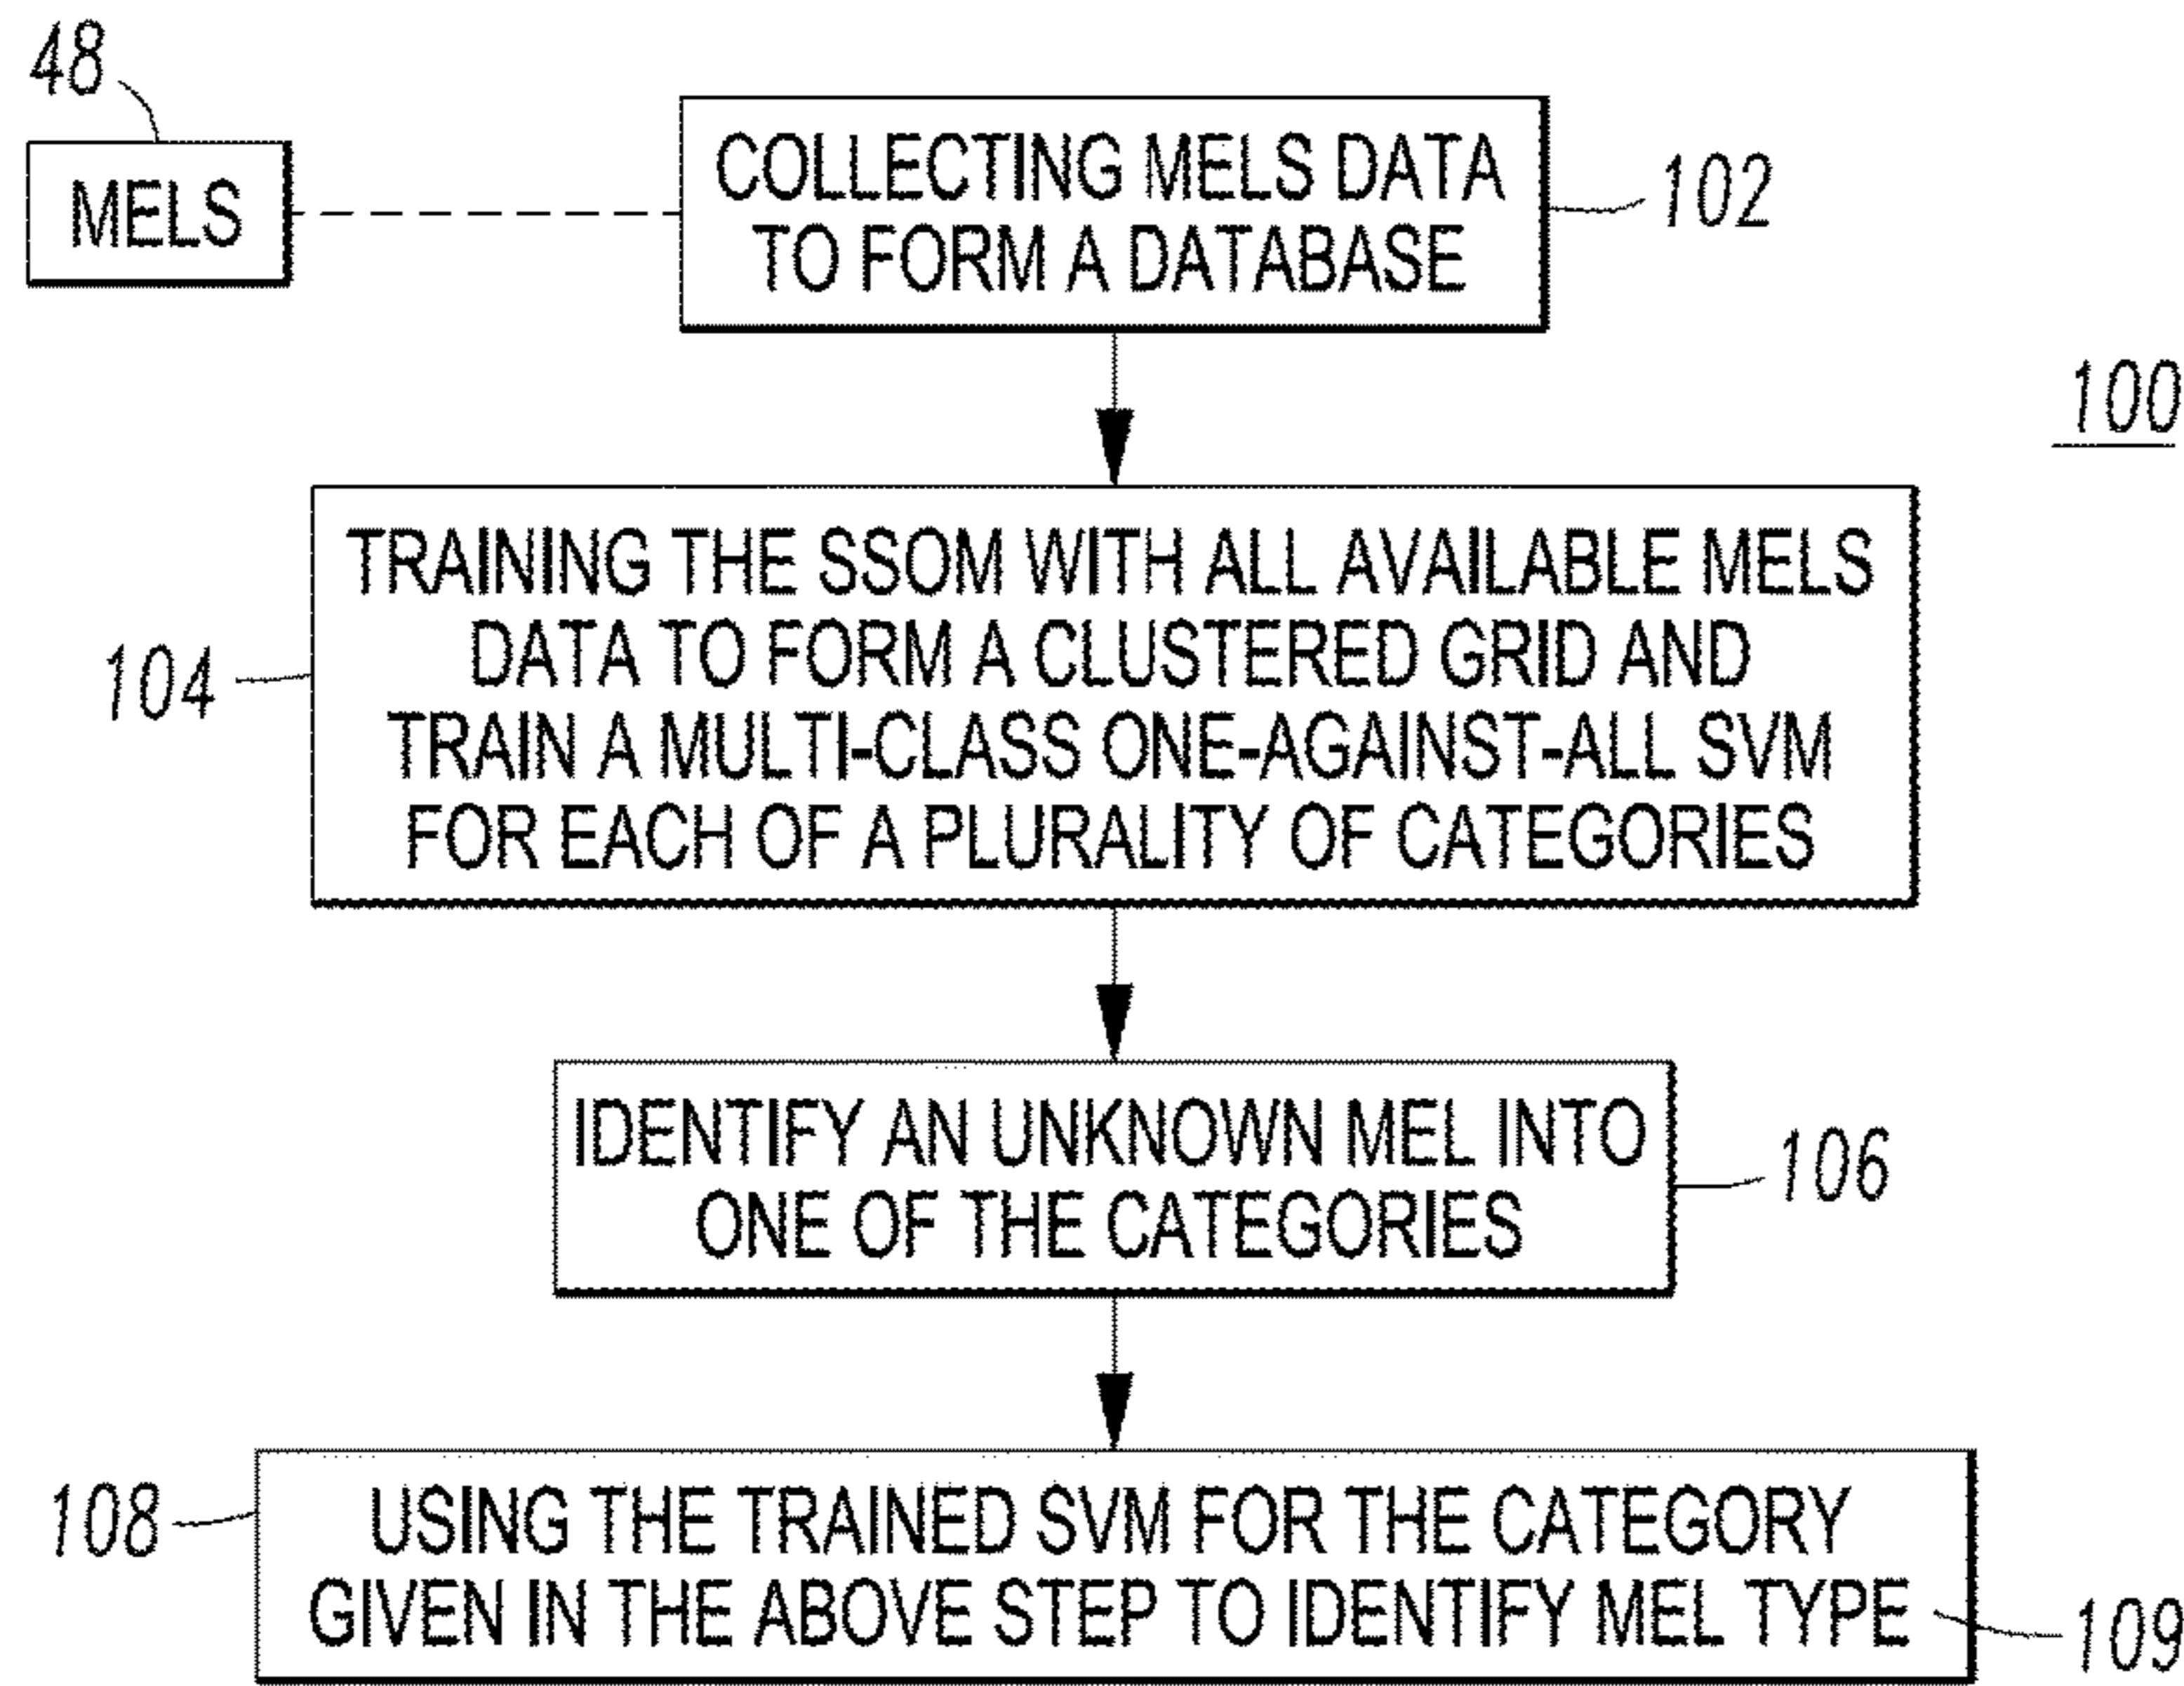 48
MELS
COLLECTING MELS DATA
TO FORM A DATABASE
102
100
TRAINING THE SSOM WITH ALL AVAILABLE MELS
DATA TO FORM A CLUSTERED GRID AND
TRAIN A MULTI-CLASS ONE-AGAINST-ALL SVM
FOR EACH OF A PLURALITY OF CATEGORIES
104
IDENTIFY AN UNKNOWN MEL INTO
ONE OF THE CATEGORIES
106
108
USING THE TRAINED SVM FOR THE CATEGORY
GIVEN IN THE ABOVE STEP TO IDENTIFY MEL TYPE
109